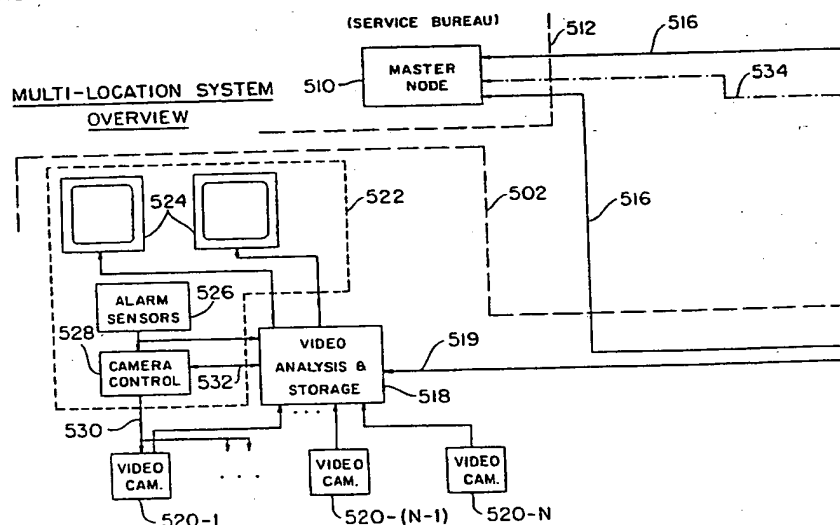 (SERVICE BUREAU)
512
516
MASTER
NODE
510
534
MULTI-LOCATION SYSTEM
OVERVIEW
524
522
502
516
ALARM
SENSORS
526
528
CAMERA
CONTROL
532
VIDEO
ANALYSIS &
STORAGE
519
518
530
VIDEO
CAM.
520-1
VIDEO
CAM.
520-(N-1)
VIDEO
CAM.
520-N